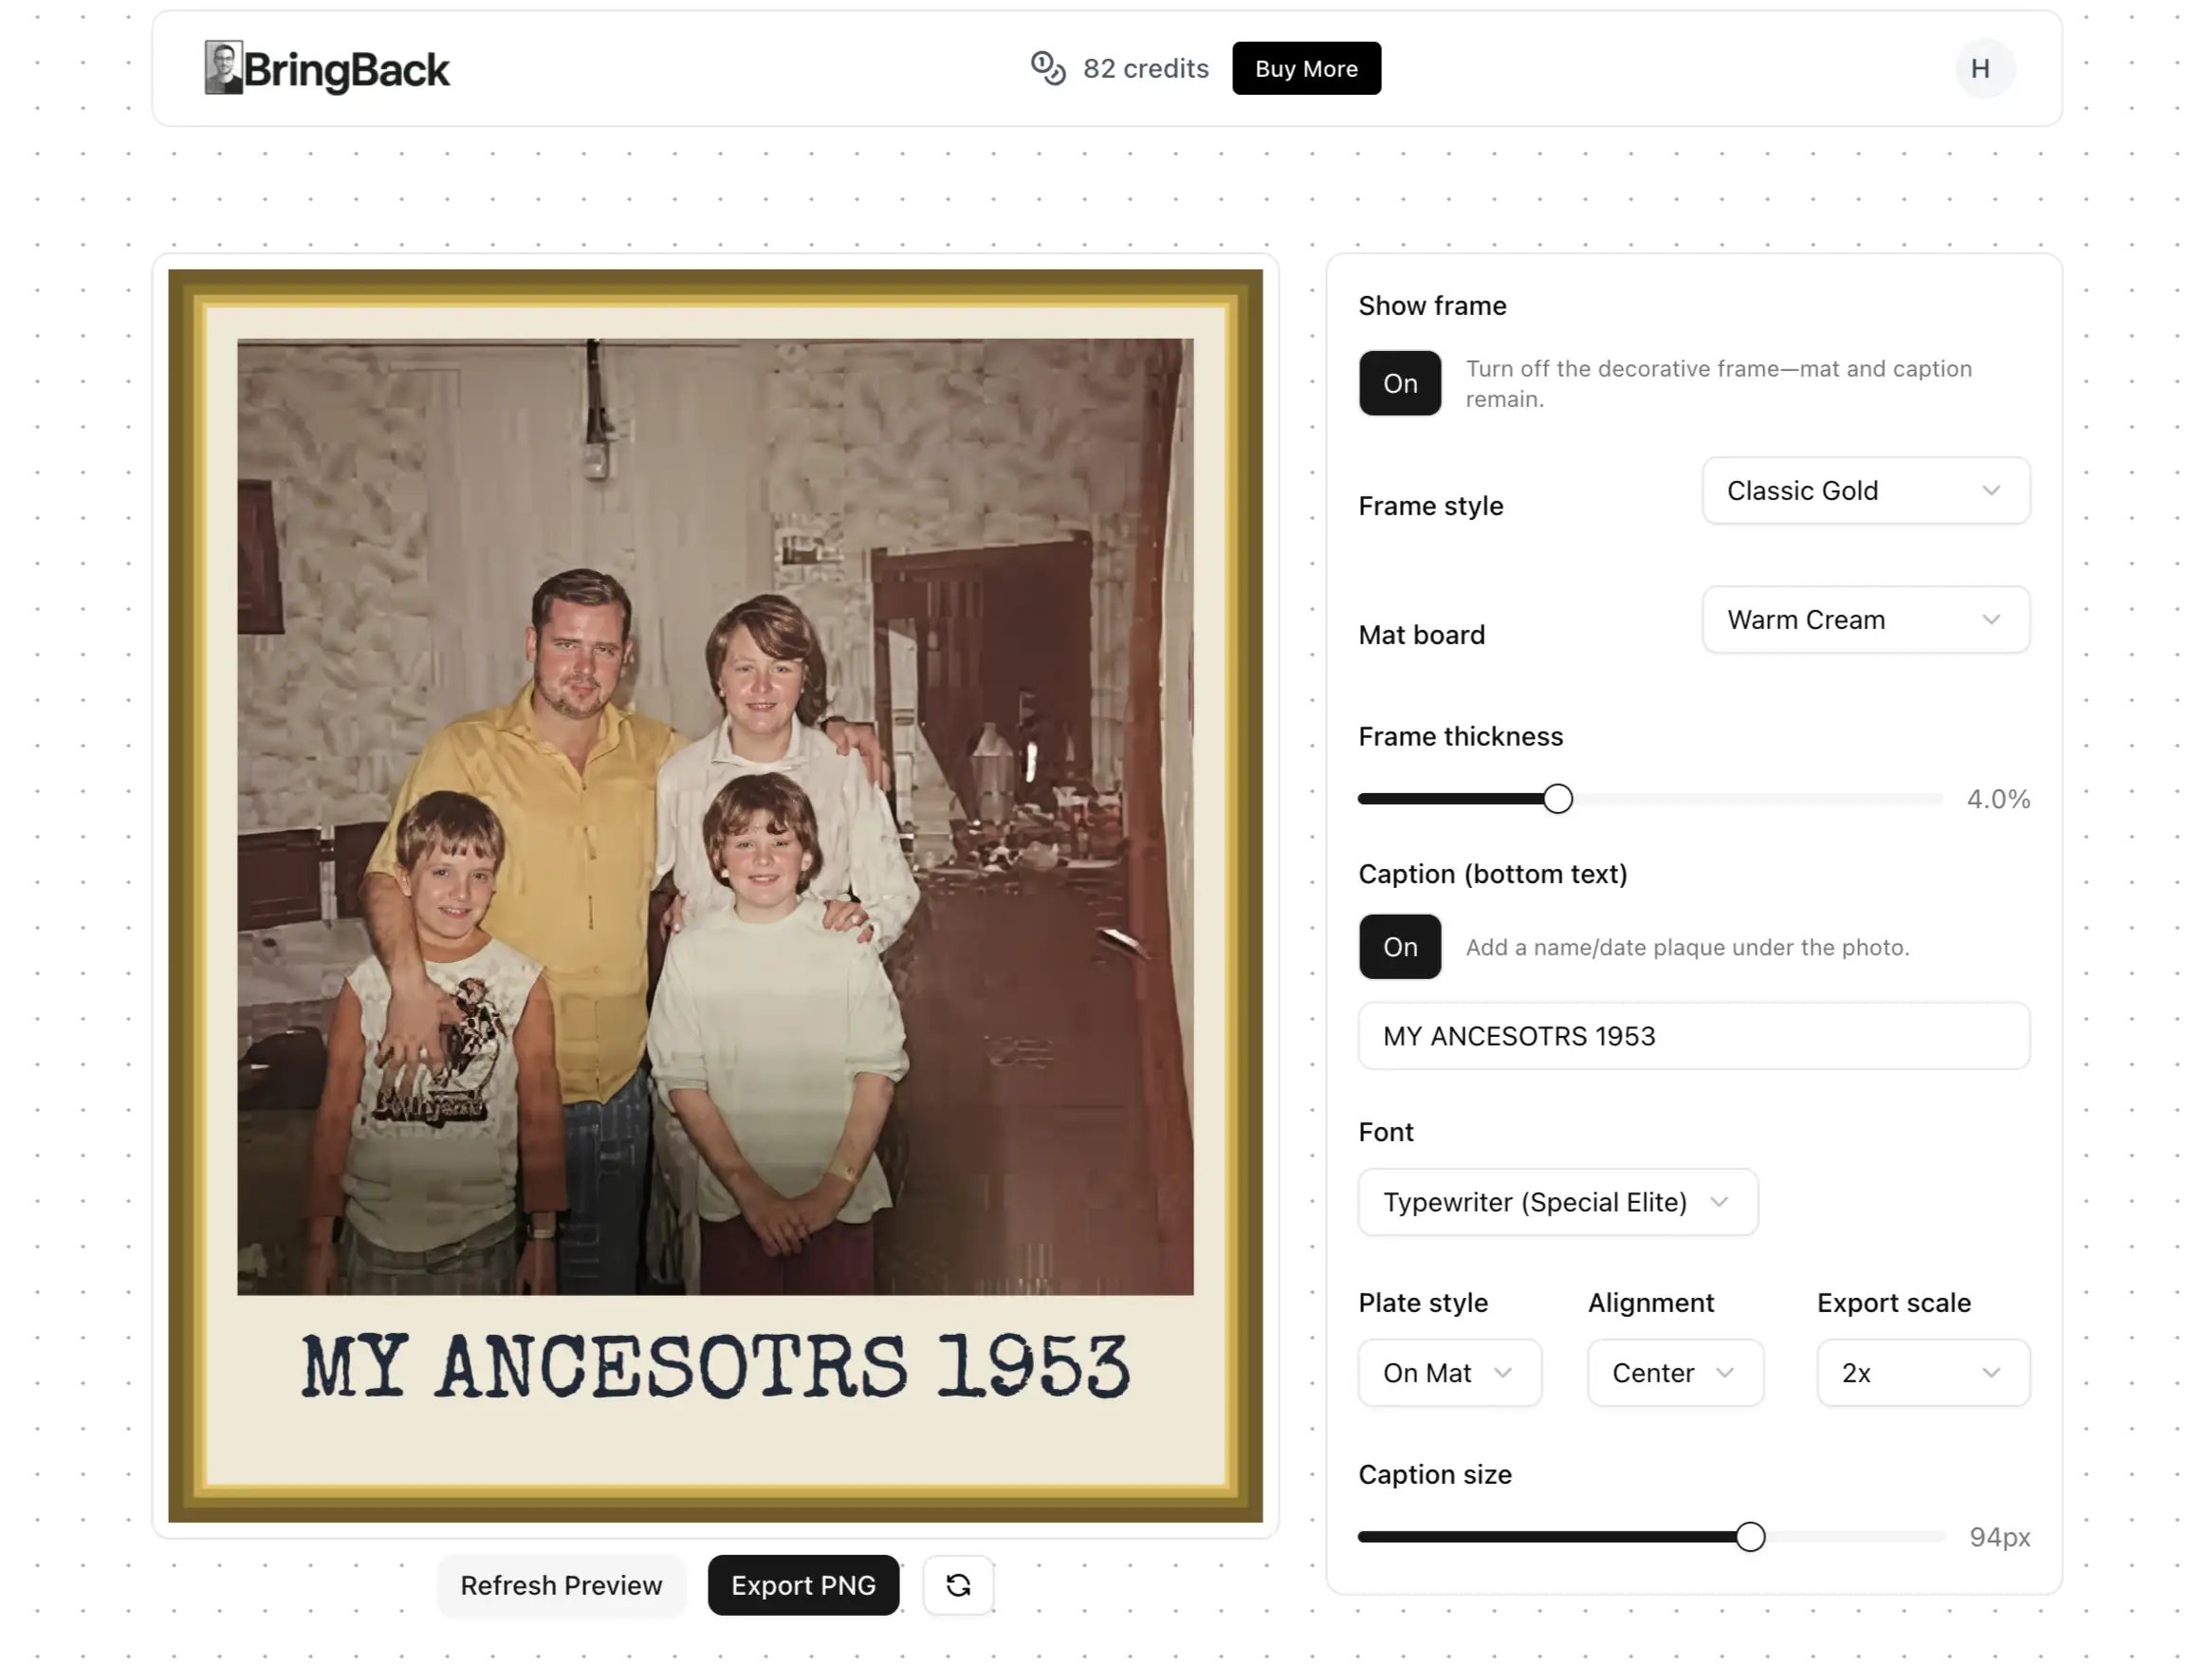 BringBack
82 credits
Buy More
H
Show frame
On
Turn off the decorative frame—mat and caption
remain.
Frame style
Classic Gold
Mat board
Warm Cream
Frame thickness
4.0%
Caption (bottom text)
On
Add a name/date plaque under the photo.
MY ANCESOTRS 1953
Font
Typewriter (Special Elite)
Plate style
Alignment
Export scale
On Mat
Center
2x
Caption size
94px
MY ANCESOTRS 1953
Refresh Preview
Export PNG